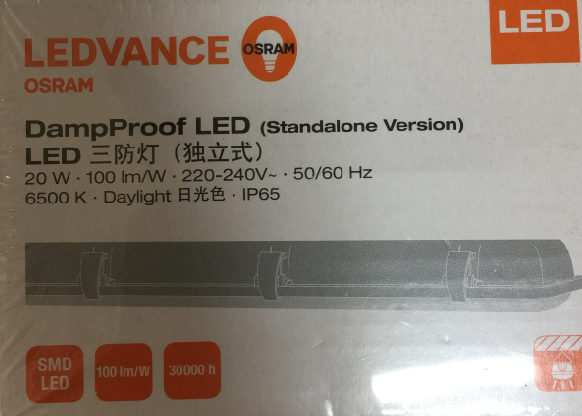 LEDVANCE OSRAM
OSRAM
LED
DampProof LED (Standalone Version)
LED 三防灯（独立式）
20 W · 100 lm/W · 220-240V~ · 50/60 Hz
6500 K · Daylight 日光色 · IP65
SMD LED
100 lm/W
30000 h